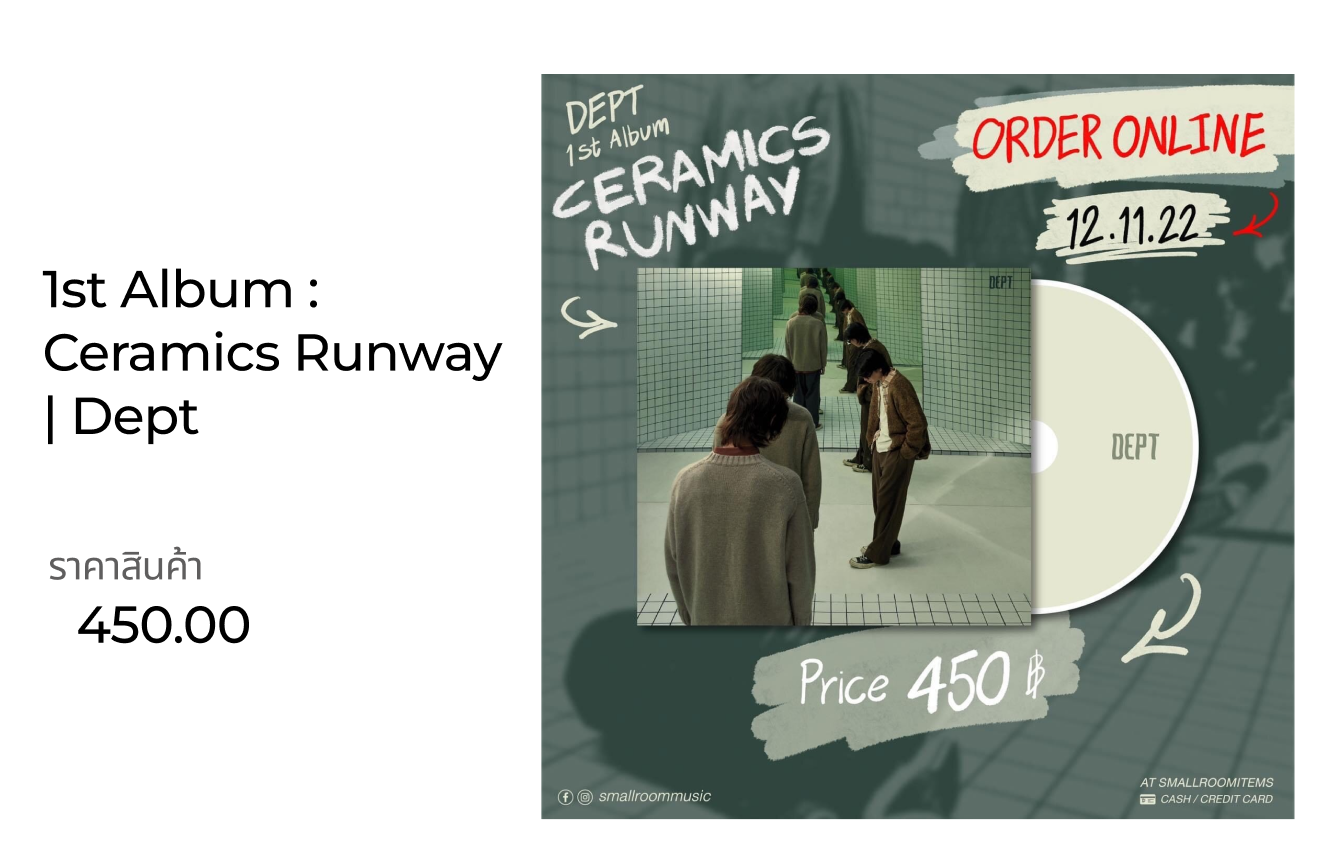 1st Album :
Ceramics Runway
| Dept
ราคาสินค้า
450.00
DEPT
1st Album
CERAMICS
RUNWAY
ORDER ONLINE
12.11.22
DEPT
DEPT
Price 450 ฿
smallroommusic
AT SMALLROOMITEMS
CASH / CREDIT CARD